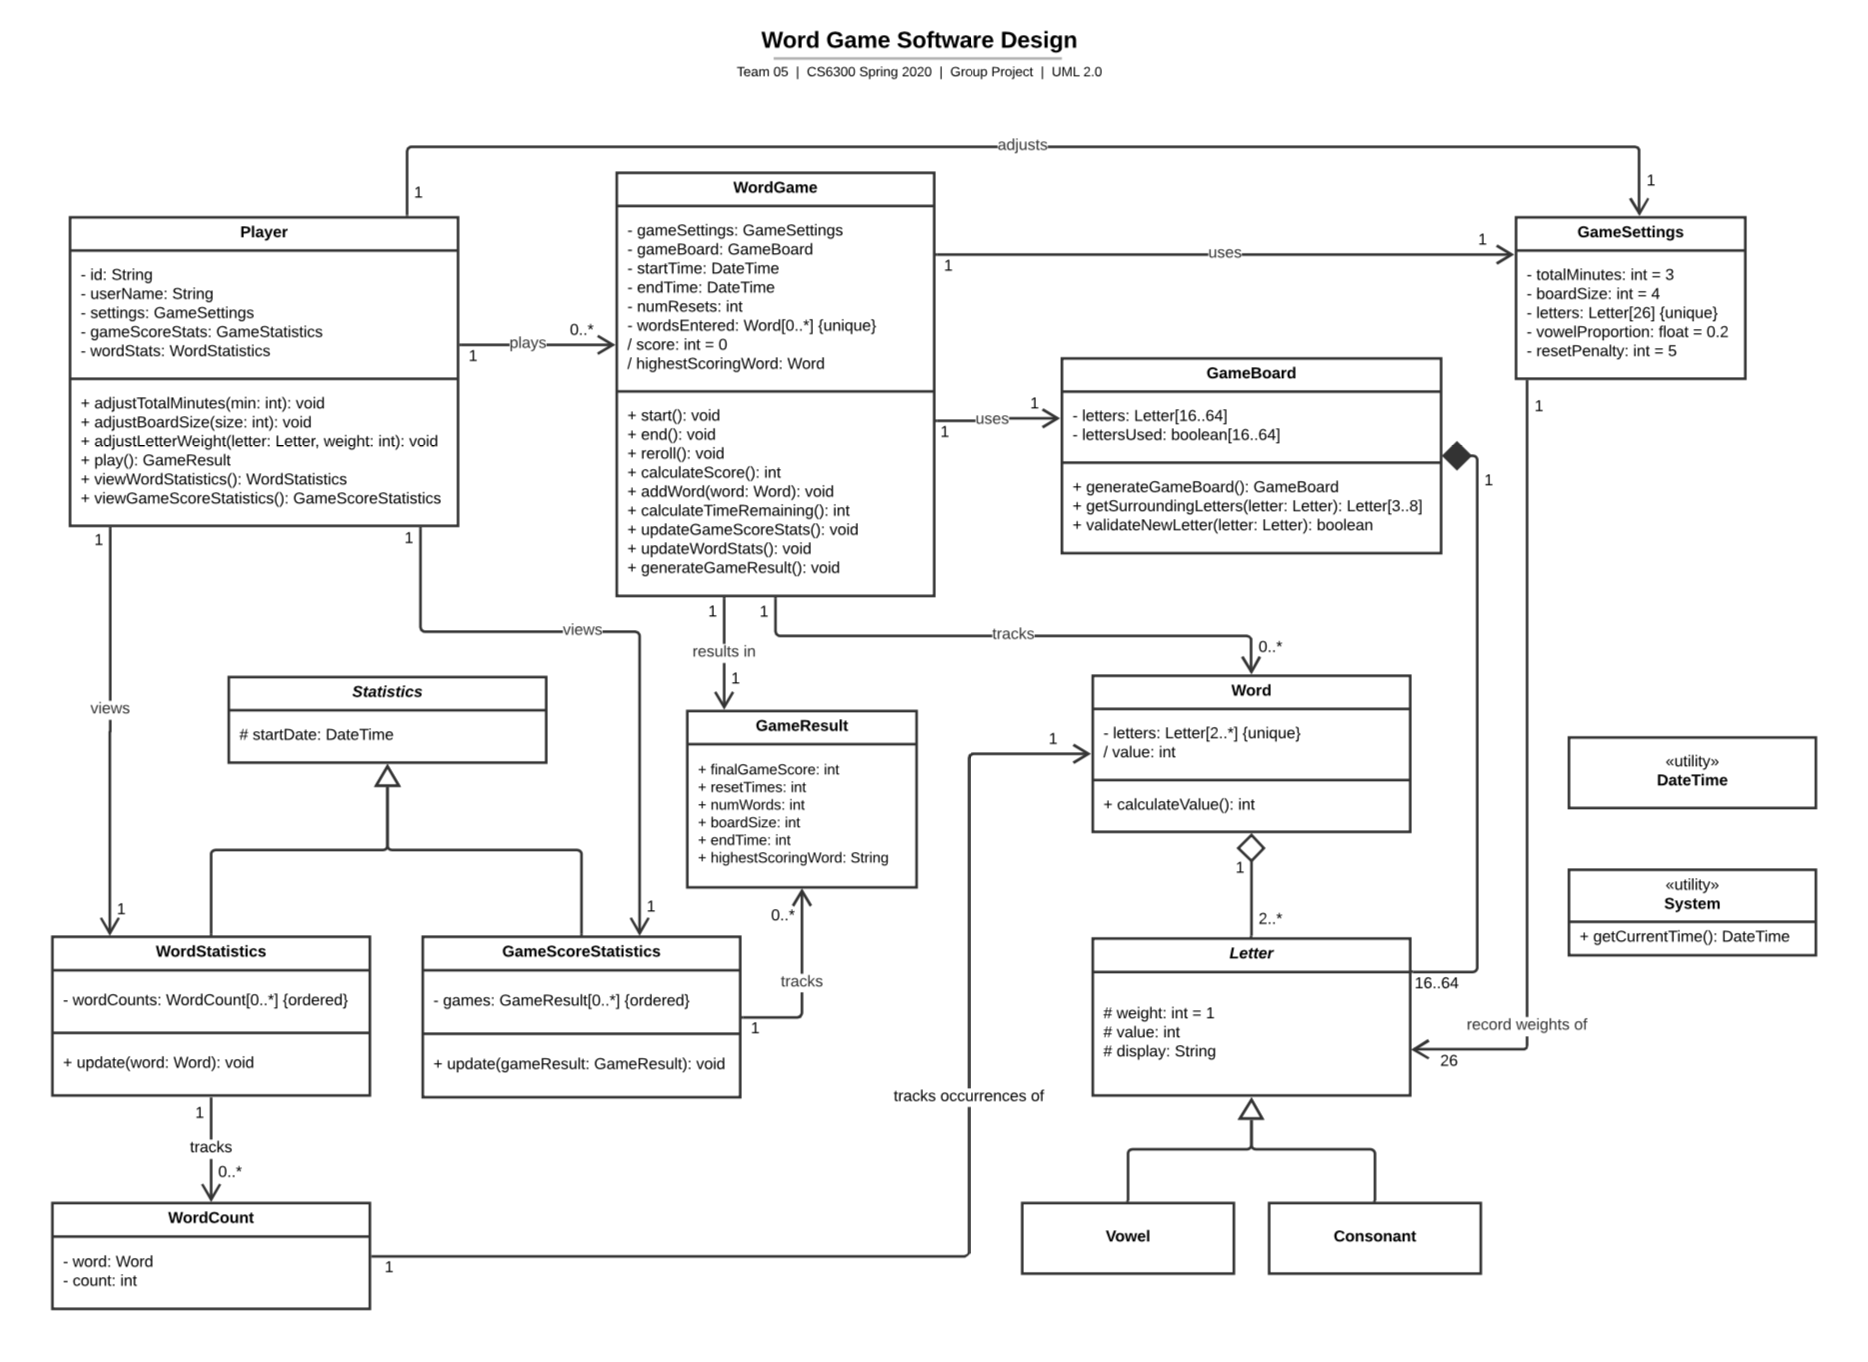 Word Game Software Design
Team 05 | CS6300 Spring 2020 | Group Project | UML 2.0
adjusts
1
1
Player
- id: String
- userName: String
- settings: GameSettings
- gameScoreStats: GameStatistics
- wordStats: WordStatistics
+ adjustTotalMinutes(min: int): void
+ adjustBoardSize(size: int): void
+ adjustLetterWeight(letter: Letter, weight: int): void
+ play(): GameResult
+ viewWordStatistics(): WordStatistics
+ viewGameScoreStatistics(): GameScoreStatistics
1
plays
0..*
WordGame
- gameSettings: GameSettings
- gameBoard: GameBoard
- startTime: DateTime
- endTime: DateTime
- numResets: int
- wordsEntered: Word[0..*] {unique}
/ score: int = 0
/ highestScoringWord: Word
+ start(): void
+ end(): void
+ reroll(): void
+ calculateScore(): int
+ addWord(word: Word): void
+ calculateTimeRemaining(): int
+ updateGameScoreStats(): void
+ updateWordStats(): void
+ generateGameResult(): void
1
uses
1
GameSettings
- totalMinutes: int = 3
- boardSize: int = 4
- letters: Letter[26] {unique}
- vowelProportion: float = 0.2
- resetPenalty: int = 5
1
1
uses
1
GameBoard
- letters: Letter[16..64]
- lettersUsed: boolean[16..64]
+ generateGameBoard(): GameBoard
+ getSurroundingLetters(letter: Letter): Letter[3..8]
+ validateNewLetter(letter: Letter): boolean
1
1
views
1
1
views
1
1
results in
1
1
tracks
0..*
Statistics
# startDate: DateTime
GameResult
+ finalGameScore: int
+ resetTimes: int
+ numWords: int
+ boardSize: int
+ endTime: int
+ highestScoringWord: String
Word
- letters: Letter[2..*] {unique}
/ value: int
+ calculateValue(): int
1
2..*
«utility»
DateTime
«utility»
System
+ getCurrentTime(): DateTime
WordStatistics
- wordCounts: WordCount[0..*] {ordered}
+ update(word: Word): void
GameScoreStatistics
- games: GameResult[0..*] {ordered}
+ update(gameResult: GameResult): void
1
tracks
0..*
Letter
# weight: int = 1
# value: int
# display: String
16..64
record weights of
26
1
tracks
0..*
WordCount
- word: Word
- count: int
1
tracks occurrences of
1
Vowel
Consonant